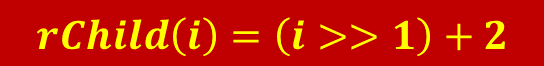 rChild(i) = (i >> 1) + 2